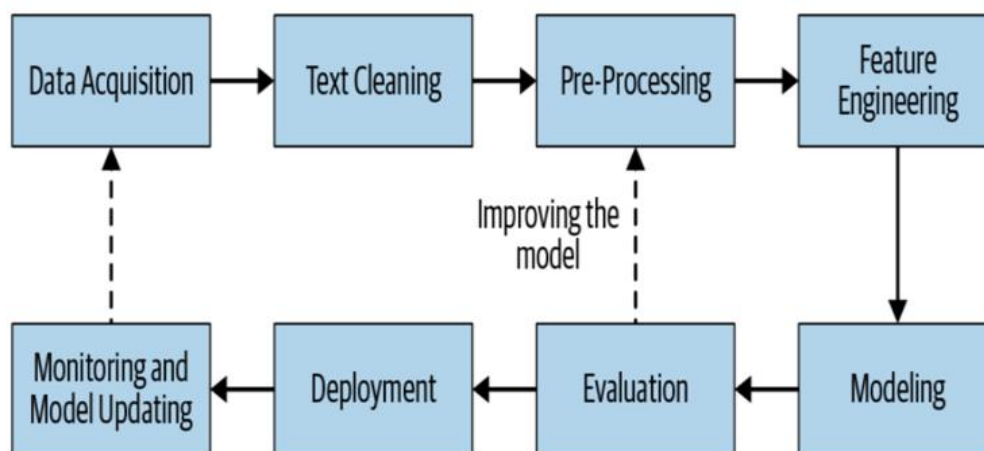 Data Acquisition
Text Cleaning
Pre-Processing
Feature
Engineering
Improving the
model
Monitoring and
Model Updating
Deployment
Evaluation
Modeling